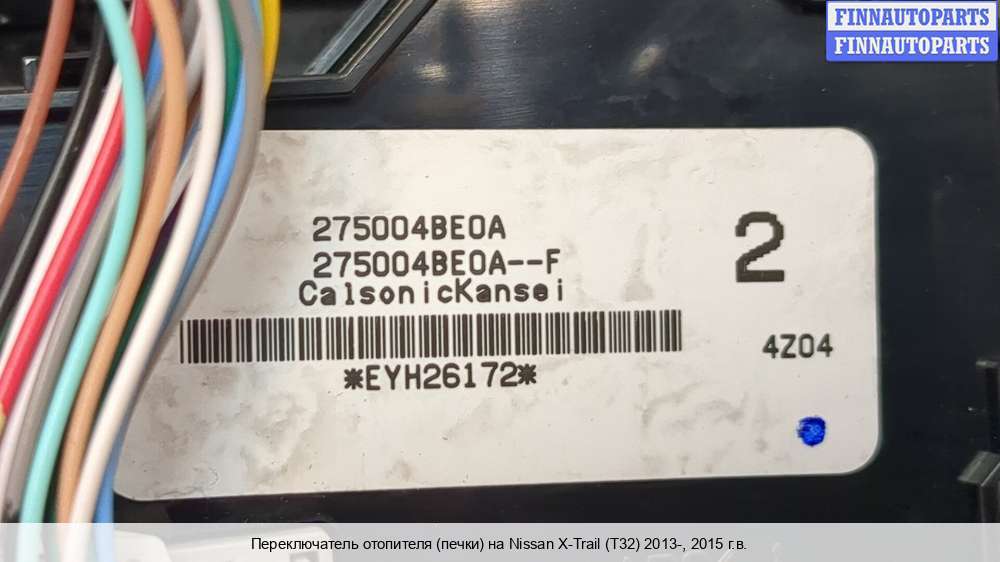 FINNAUTOPARTS
FINNAUTOPARTS
275004BE0A
275004BE0A--F
CalsonicKansei
*EYH26172*
2
4Z04
Переключатель отопителя (печки) на Nissan X-Trail (T32) 2013-, 2015 г.в.